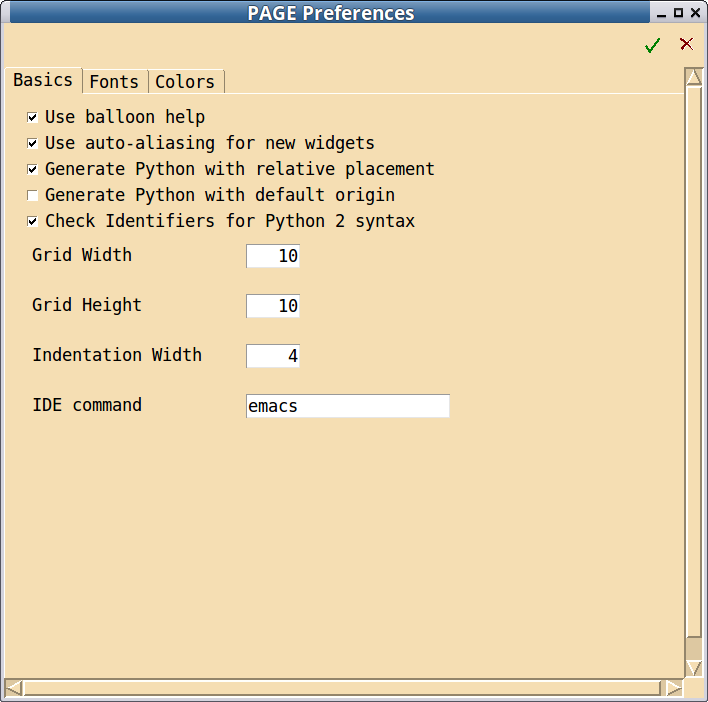 PAGE Preferences
Basics Fonts Colors
Use balloon help
Use auto-aliasing for new widgets
Generate Python with relative placement
Generate Python with default origin
Check Identifiers for Python 2 syntax
Grid Width 10
Grid Height 10
Indentation Width 4
IDE command emacs